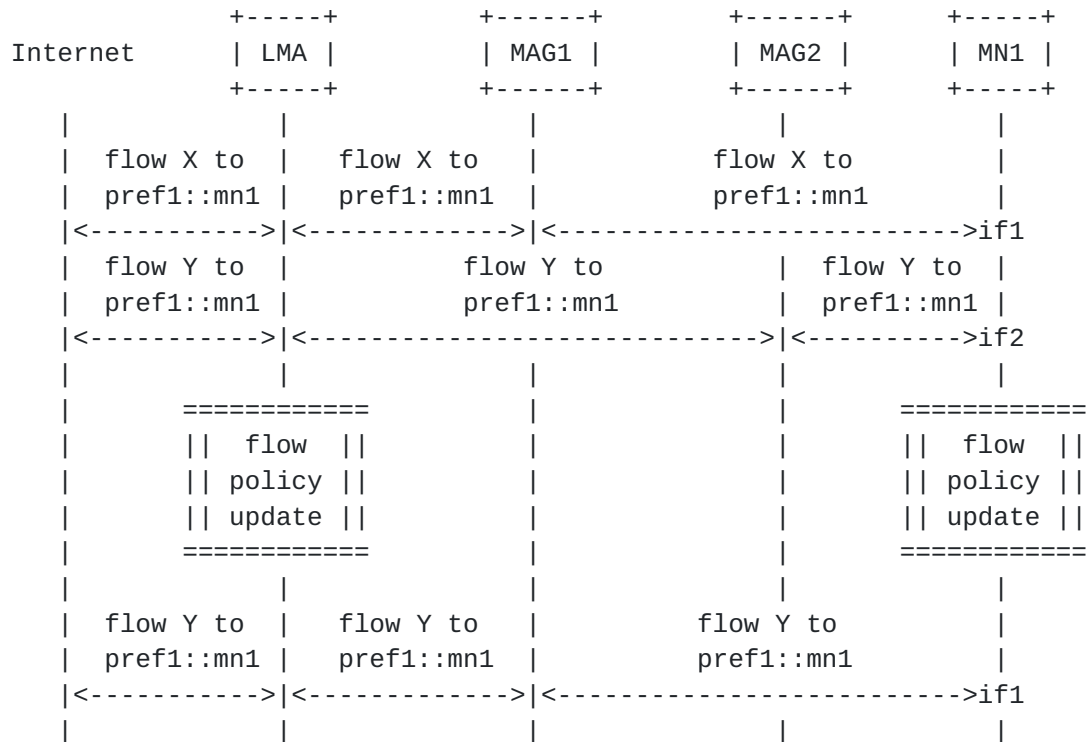 +-----+         +------+        +------+      +-----+
Internet      | LMA |         | MAG1 |        | MAG2 |      | MN1 |
              +-----+         +------+        +------+      +-----+
   |             |               |               |             |
   |  flow X to  |   flow X to   |           flow X to         |
   |  pref1::mn1 |   pref1::mn1  |           pref1::mn1        |
   |<----------->|<------------->|<--------------------------->if1
   |  flow Y to  |           flow Y to           |  flow Y to  |
   |  pref1::mn1 |           pref1::mn1          |  pref1::mn1 |
   |<----------->|<----------------------------->|<----------->if2
   |             |               |               |             |
   |       ============          |               |       ============
   |       ||  flow  ||          |               |       ||  flow  ||
   |       || policy ||          |               |       || policy ||
   |       || update ||          |               |       || update ||
   |       ============          |               |       ============
   |             |               |               |             |
   |  flow Y to  |   flow Y to   |          flow Y to          |
   |  pref1::mn1 |   pref1::mn1  |          pref1::mn1         |
   |<----------->|<------------->|<--------------------------->if1
   |             |               |               |             |